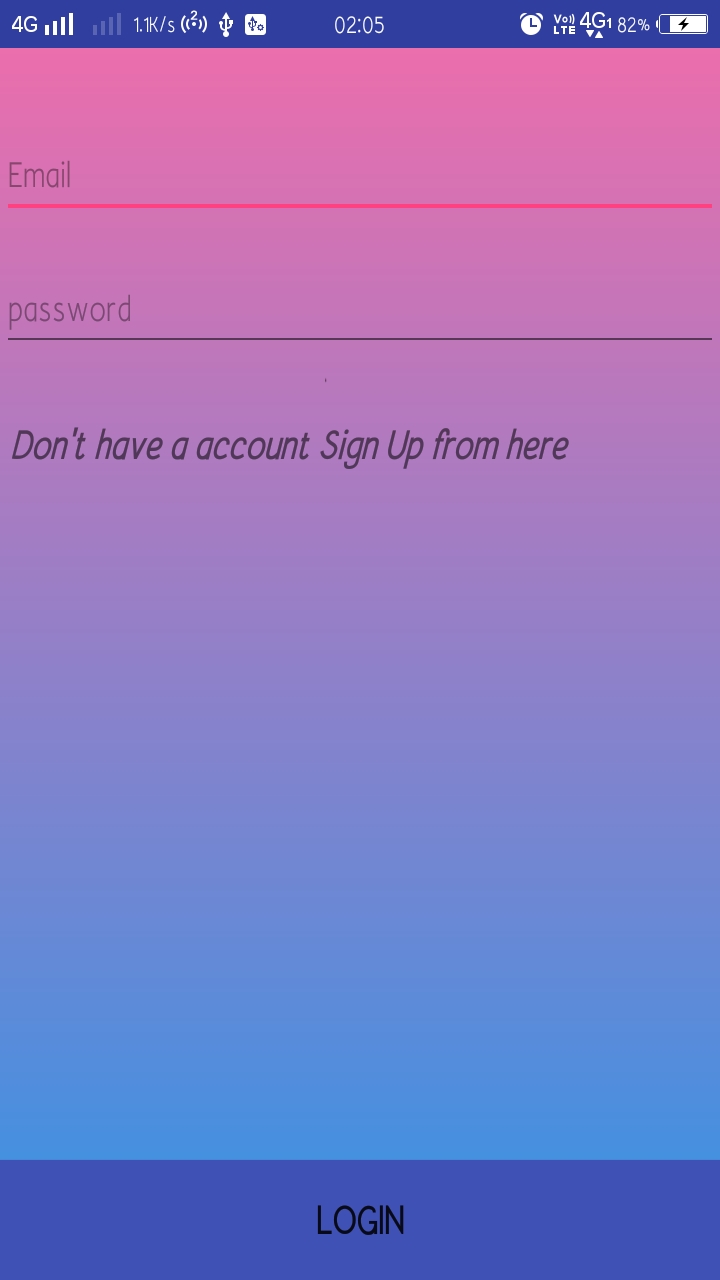 4G 1.1K/s 2 02:05 Vo)) LTE 4G1 82%
Email
password
Don't have a account Sign Up from here
LOGIN